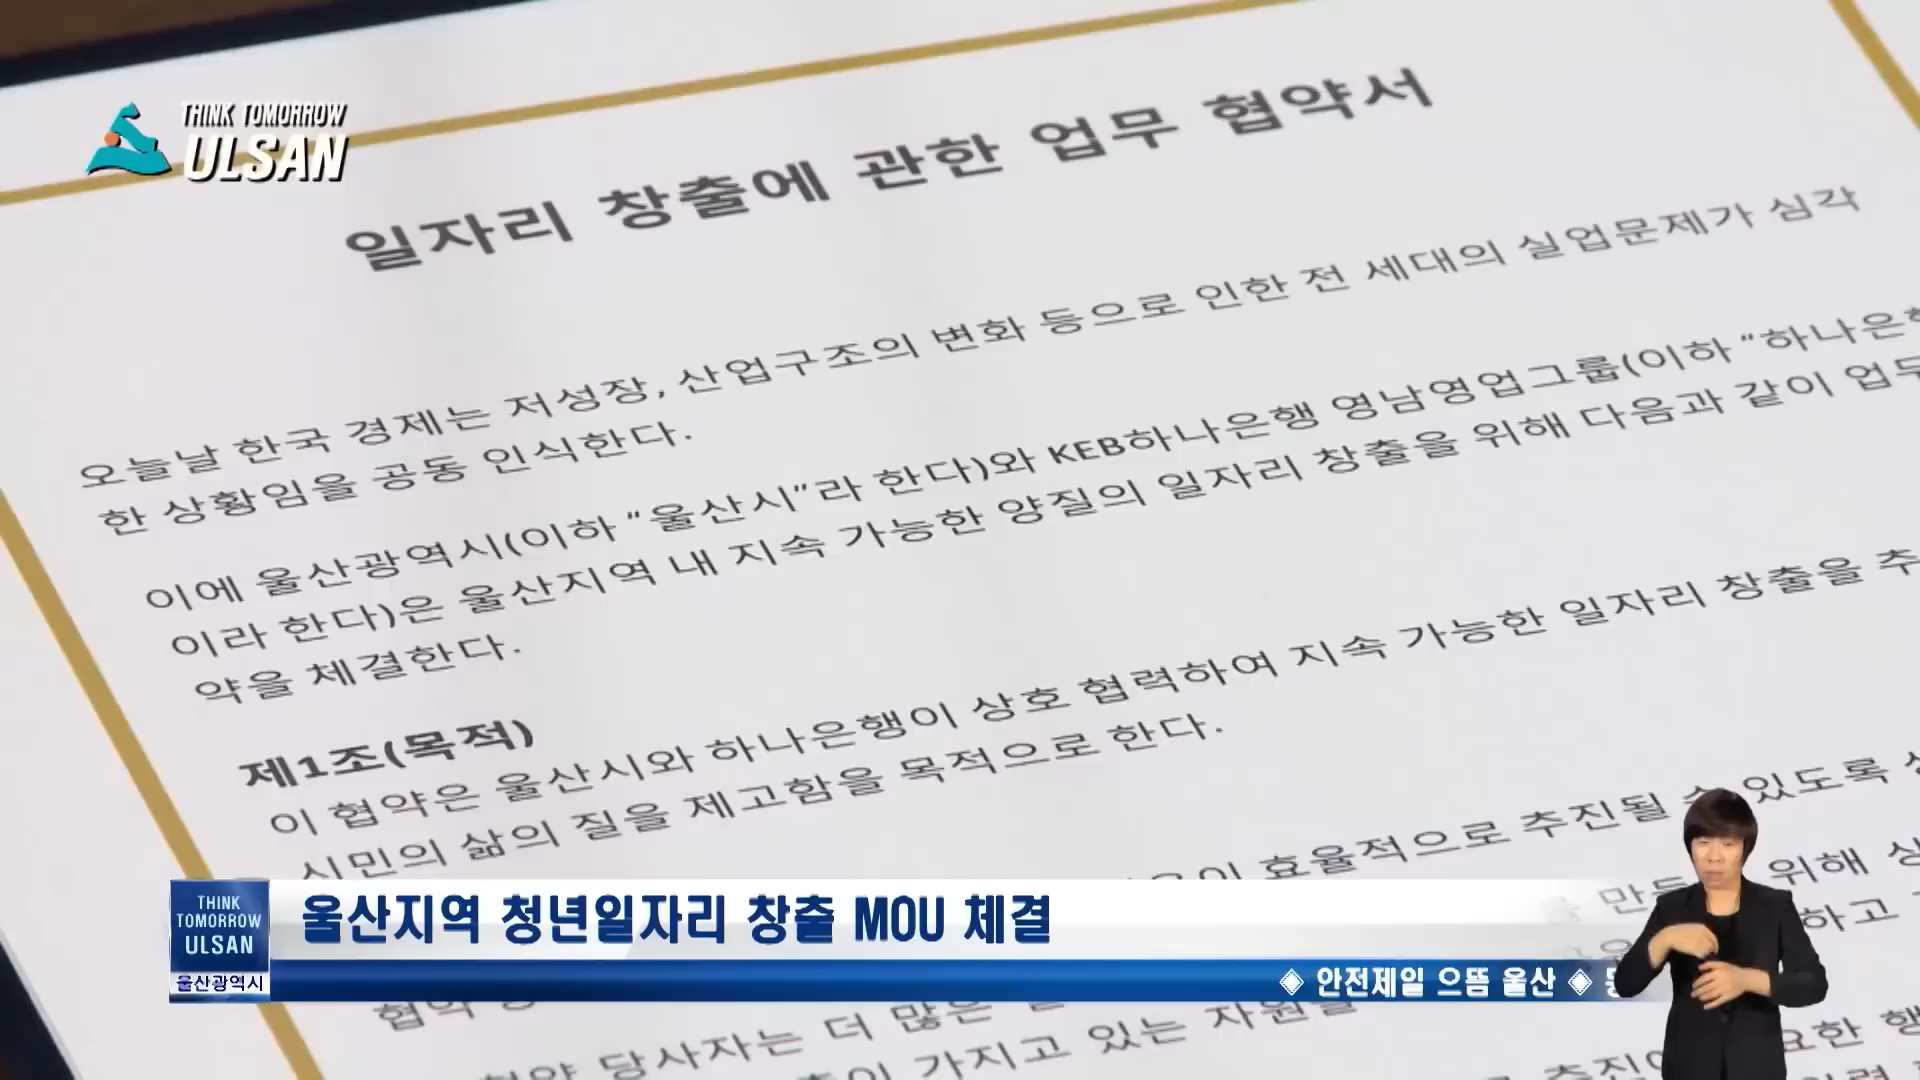 THINK TOMORROW
ULSAN
일자리 창출에 관한 업무 협약서
오늘날 한국 경제는 저성장, 산업구조의 변화 등으로 인한 전 세대의 실업문제가 심각
한 상황임을 공동 인식한다.
이에 울산광역시(이하 "울산시"라 한다)와 KEB하나은행 영남영업그룹(이하 "하나은행
이라 한다)은 울산지역 내 지속 가능한 양질의 일자리 창출을 위해 다음과 같이 업무
약을 체결한다.
제1조(목적)
이 협약은 울산시와 하나은행이 상호 협력하여 지속 가능한 일자리 창출을 추
시민의 삶의 질을 제고함을 목적으로 한다.
효율적으로 추진될 수 있도록
위해
하고
협약
당사자는 더 많은
가지고 있는 자원을
THINK
TOMORROW
ULSAN
울산광역시
울산지역 청년일자리 창출 MOU 체결
◈ 안전제일 으뜸 울산 ◈